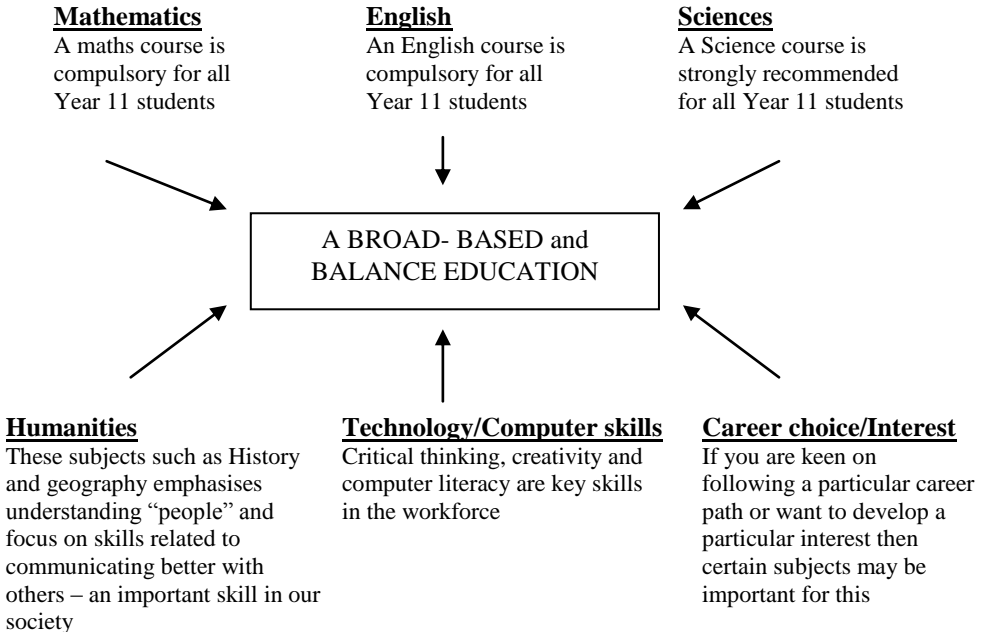 Mathematics
A maths course is
compulsory for all
Year 11 students
English
An English course is
compulsory for all
Year 11 students
Sciences
A Science course is
strongly recommended
for all Year 11 students
A BROAD- BASED and
BALANCE EDUCATION
Humanities
These subjects such as History
and geography emphasises
understanding “people” and
focus on skills related to
communicating better with
others – an important skill in our
society
Technology/Computer skills
Critical thinking, creativity and
computer literacy are key skills
in the workforce
Career choice/Interest
If you are keen on
following a particular career
path or want to develop a
particular interest then
certain subjects may be
important for this